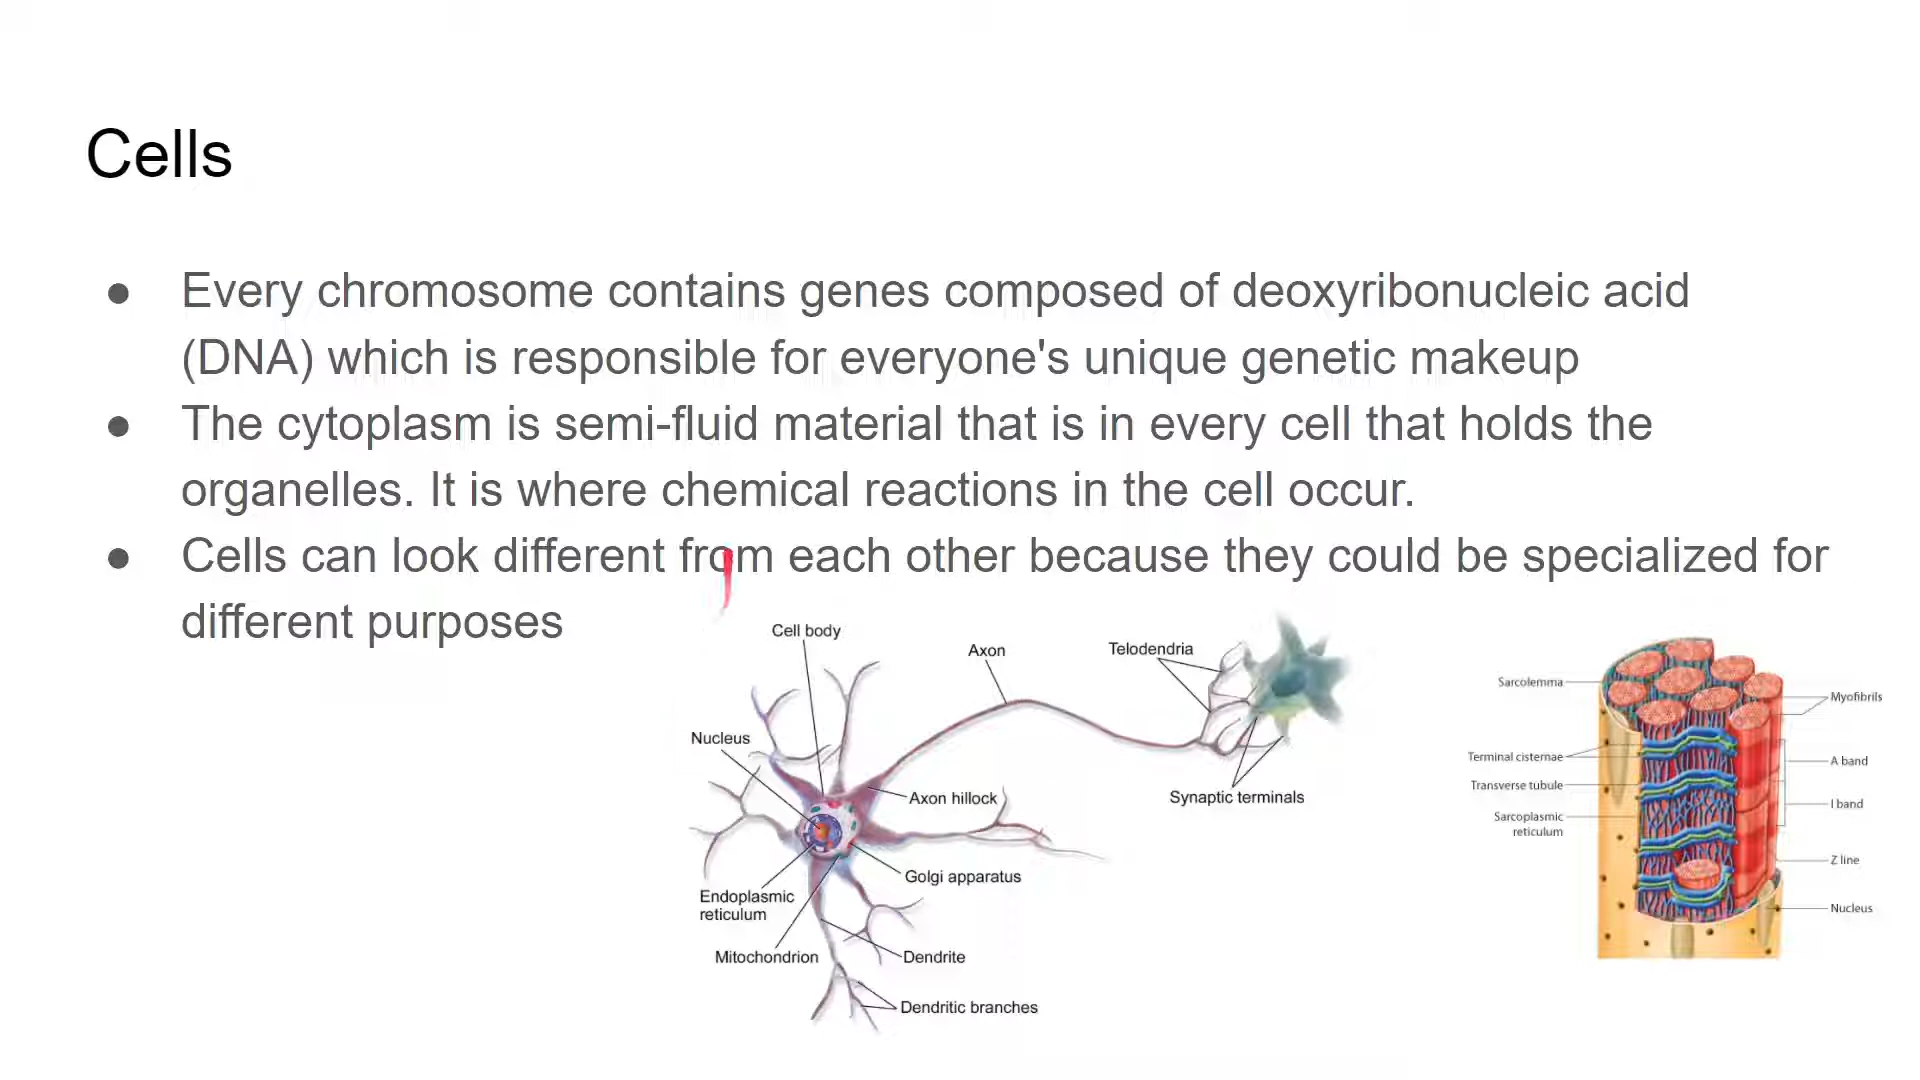 Cells
● Every chromosome contains genes composed of deoxyribonucleic acid
(DNA) which is responsible for everyone's unique genetic makeup
● The cytoplasm is semi-fluid material that is in every cell that holds the
organelles. It is where chemical reactions in the cell occur.
● Cells can look different from each other because they could be specialized for
different purposes
Cell body
Axon
Telodendria
Nucleus
Axon hillock
Synaptic terminals
Golgi apparatus
Endoplasmic
reticulum
Mitochondrion
Dendrite
Dendritic branches
Sarcolemma
Myofibrils
Terminal cisternae
A band
Transverse tubule
I band
Sarcoplasmic
reticulum
Z line
Nucleus